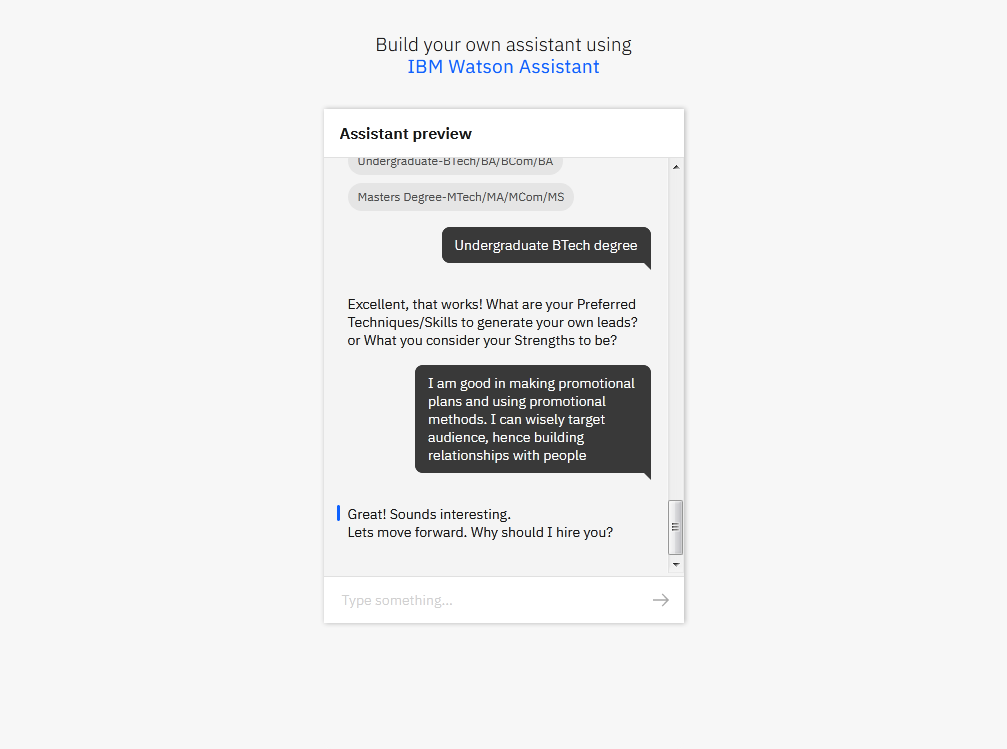 Build your own assistant using
IBM Watson Assistant
Assistant preview
Undergraduate-BTech/BA/BCom/BA
Masters Degree-MTech/MA/MCom/MS
Undergraduate BTech degree
Excellent, that works! What are your Preferred
Techniques/Skills to generate your own leads?
or What you consider your Strengths to be?
I am good in making promotional
plans and using promotional
methods. I can wisely target
audience, hence building
relationships with people
Great! Sounds interesting.
Lets move forward. Why should I hire you?
Type something...